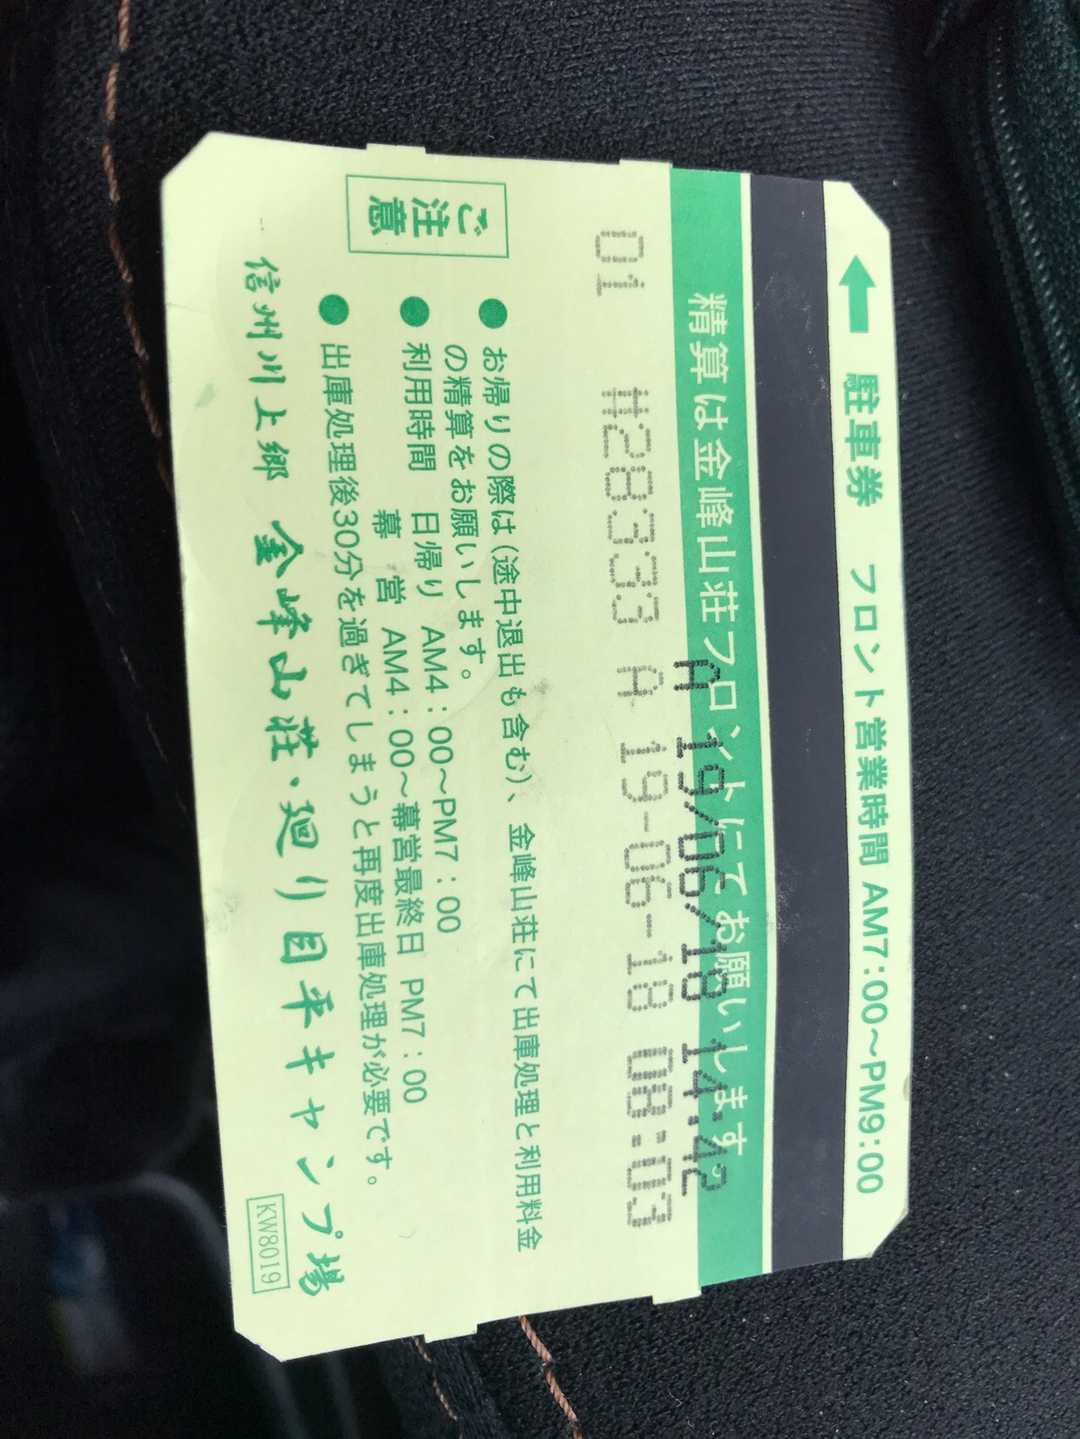 駐車券 フロント営業時間 AM7:00〜PM9:00
精算は金峰山荘フロントにてお願いします。
A 19/06/18 14:42
01 #28333 A 19-06-18 08:03
ご注意
● お帰りの際は(途中退出も含む)、金峰山荘にて出庫処理と利用料金
の精算をお願いします。
● 利用時間 日帰り AM4:00〜PM7:00
幕 営 AM4:00〜幕営最終日 PM7:00
● 出庫処理後30分を過ぎてしまうと再度出庫処理が必要です。
信州川上郷 金峰山荘・廻り目平キャンプ場
KW8019